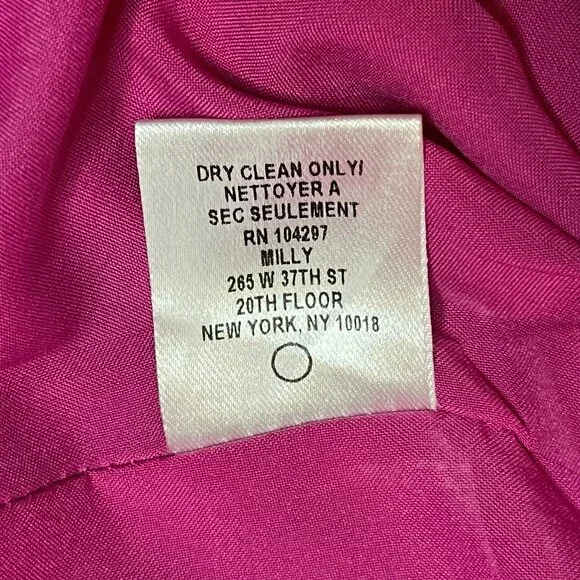 DRY CLEAN ONLY/
NETTOYER A
SEC SEULEMENT
RN 104297
MILLY
265 W 37TH ST
20TH FLOOR
NEW YORK, NY 10018